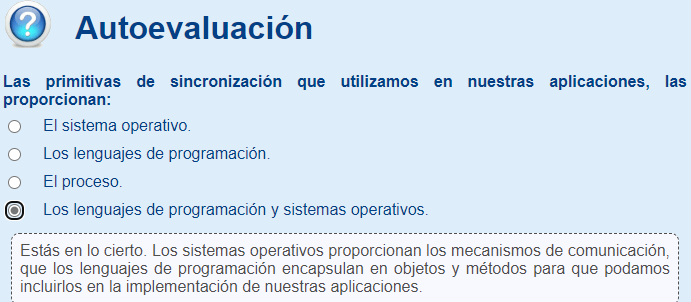 Autoevaluación
Las primitivas de sincronización que utilizamos en nuestras aplicaciones, las
proporcionan:
El sistema operativo.
Los lenguajes de programación.
El proceso.
Los lenguajes de programación y sistemas operativos.
Estás en lo cierto. Los sistemas operativos proporcionan los mecanismos de comunicación,
que los lenguajes de programación encapsulan en objetos y métodos para que podamos
incluirlos en la implementación de nuestras aplicaciones.